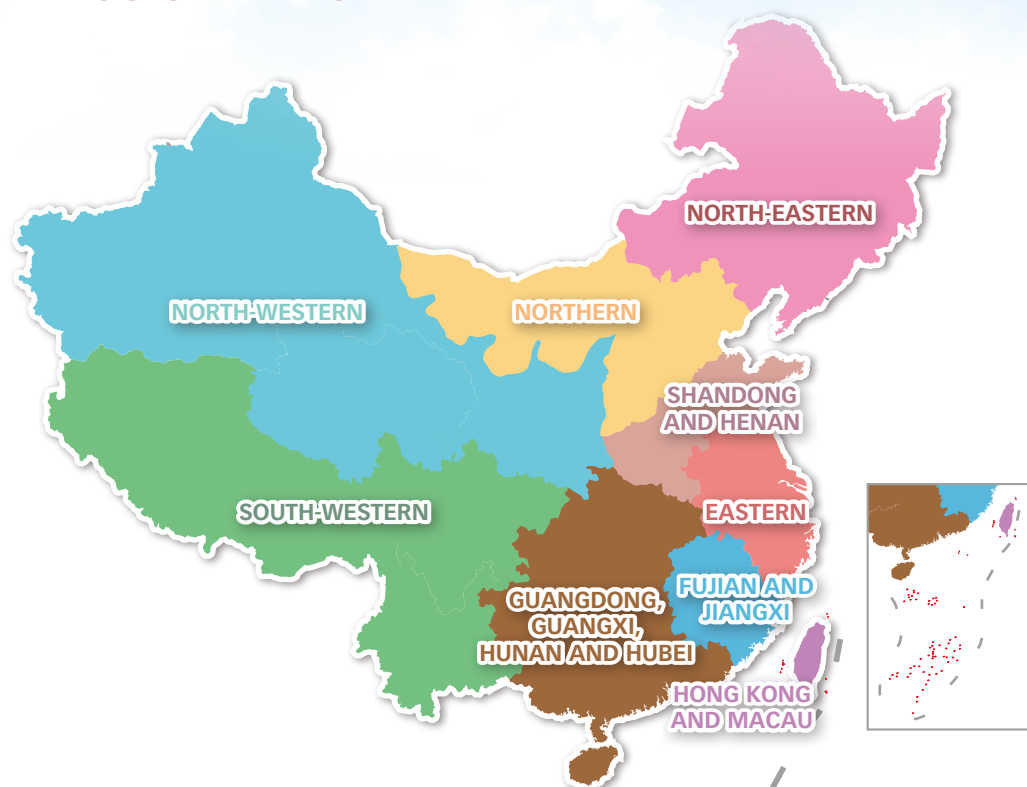 NORTH-EASTERN
NORTH-WESTERN
NORTHERN
SHANDONG
AND HENAN
SOUTH-WESTERN
EASTERN
FUJIAN AND
JIANGXI
GUANGDONG,
GUANGXI,
HUNAN AND HUBEI
HONG KONG
AND MACAU